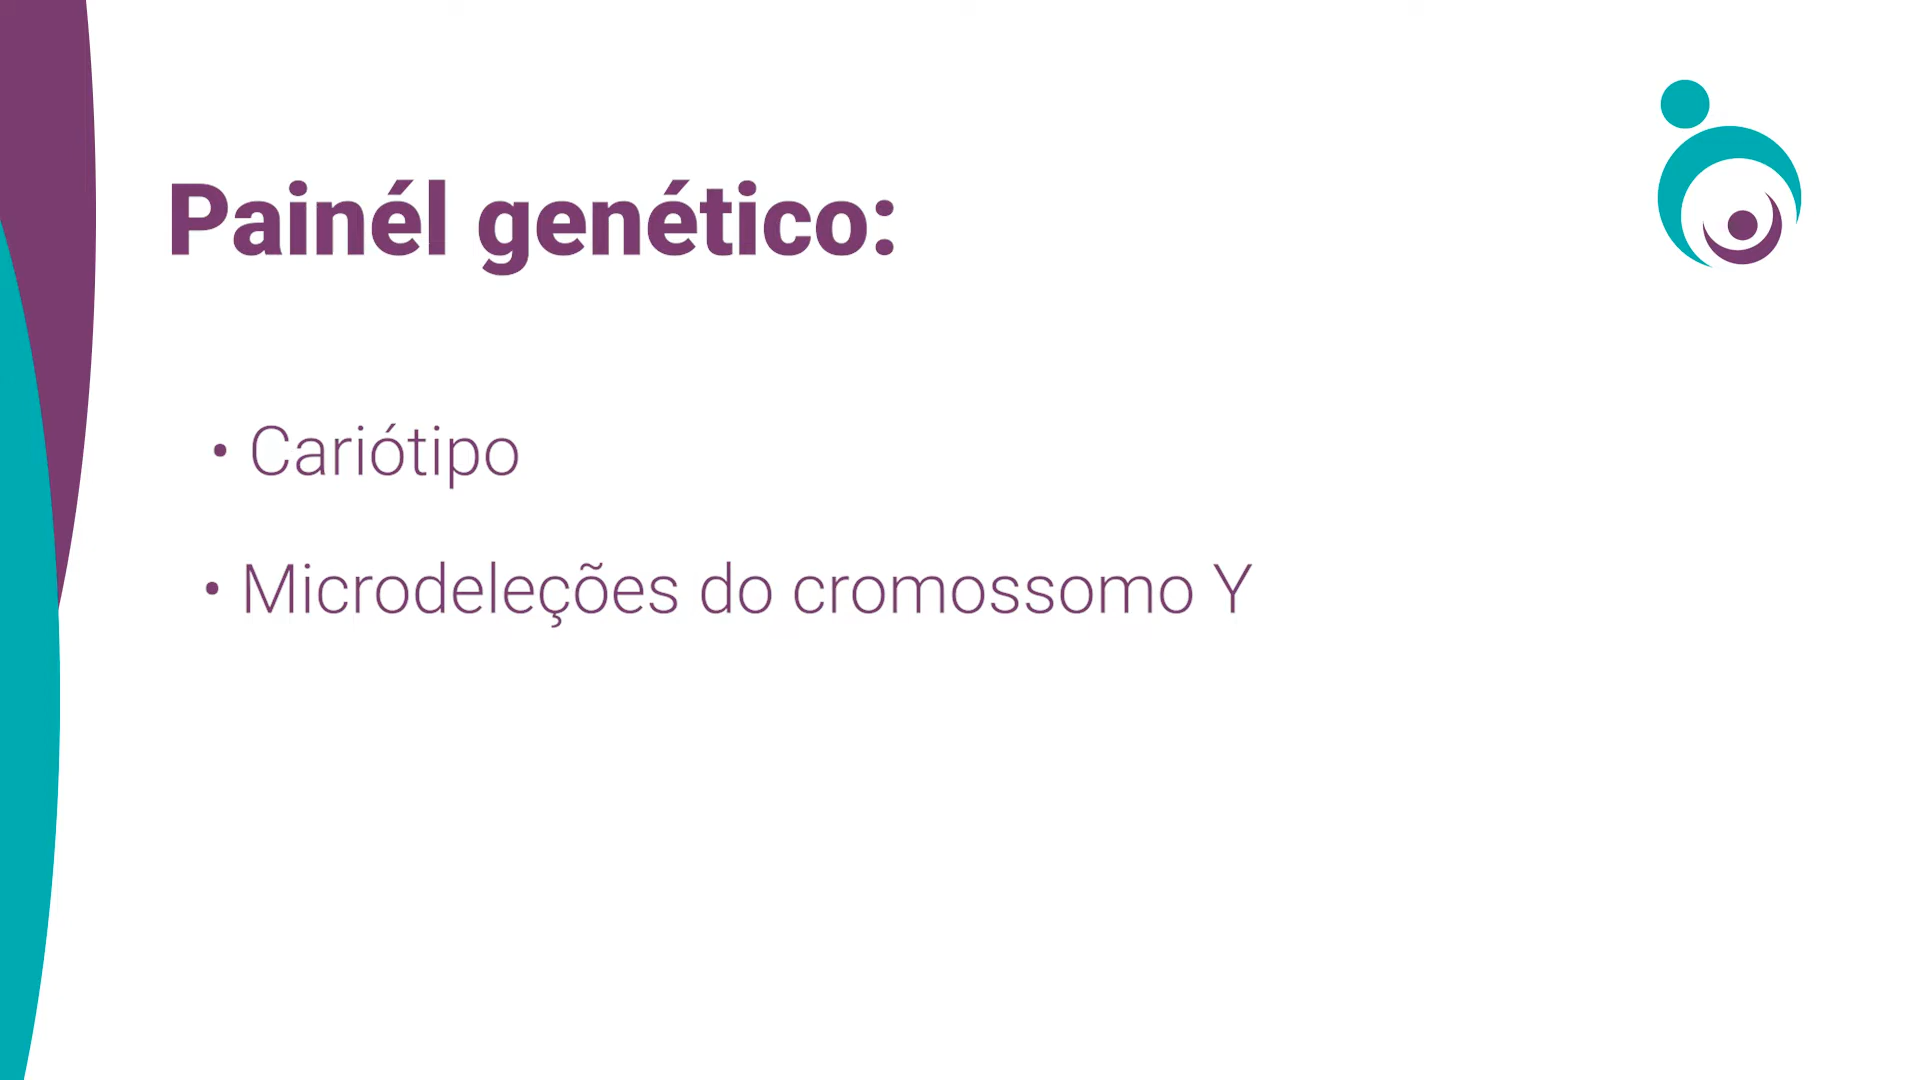 Painél genético:
• Cariótipo
• Microdeleções do cromossomo Y